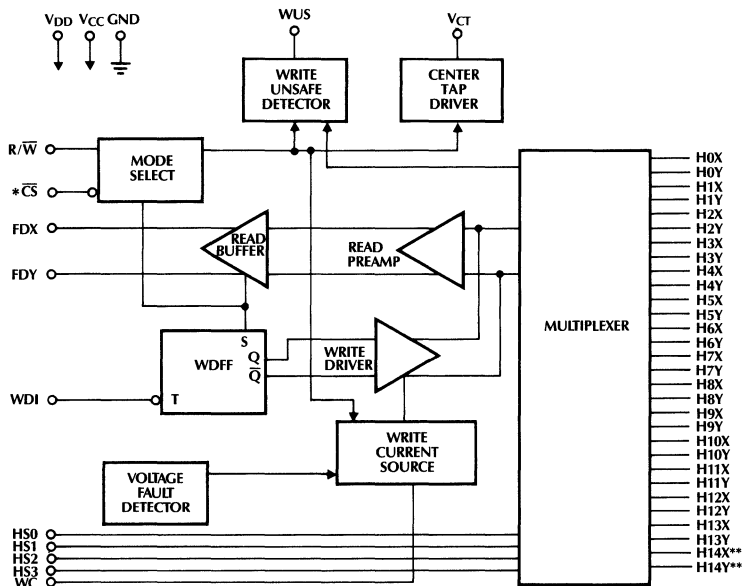 VDD VCC GND
WUS
VCT
WRITE
UNSAFE
DETECTOR
CENTER
TAP
DRIVER
R/W̅
MODE
SELECT
*C̅S̅
FDX
READ
BUFFER
READ
PREAMP
FDY
S
Q
Q̅
WDFF
T
WRITE
DRIVER
WDI
WRITE
CURRENT
SOURCE
VOLTAGE
FAULT
DETECTOR
HS0
HS1
HS2
HS3
WC
MULTIPLEXER
H0X
H0Y
H1X
H1Y
H2X
H2Y
H3X
H3Y
H4X
H4Y
H5X
H5Y
H6X
H6Y
H7X
H7Y
H8X
H8Y
H9X
H9Y
H10X
H10Y
H11X
H11Y
H12X
H12Y
H13X
H13Y
H14X**
H14Y**